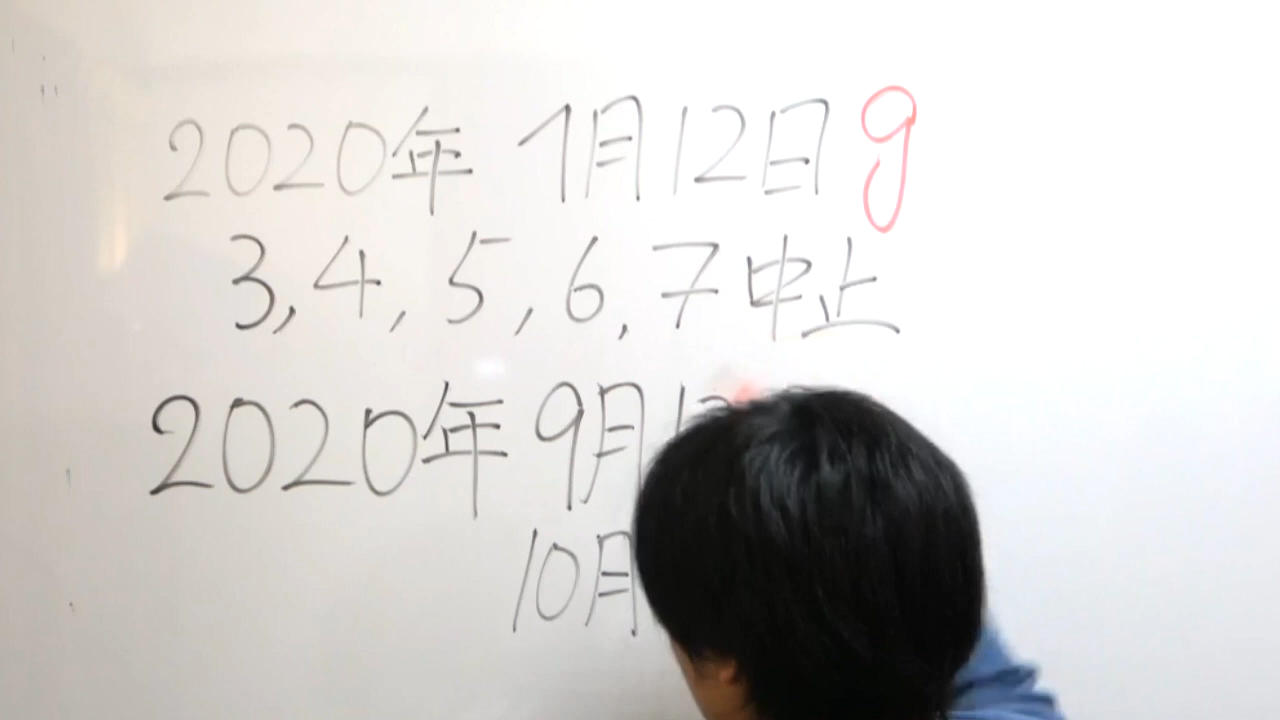 2020年 1月12日 g
3, 4, 5, 6, 7 中止
2020年 9月
10月